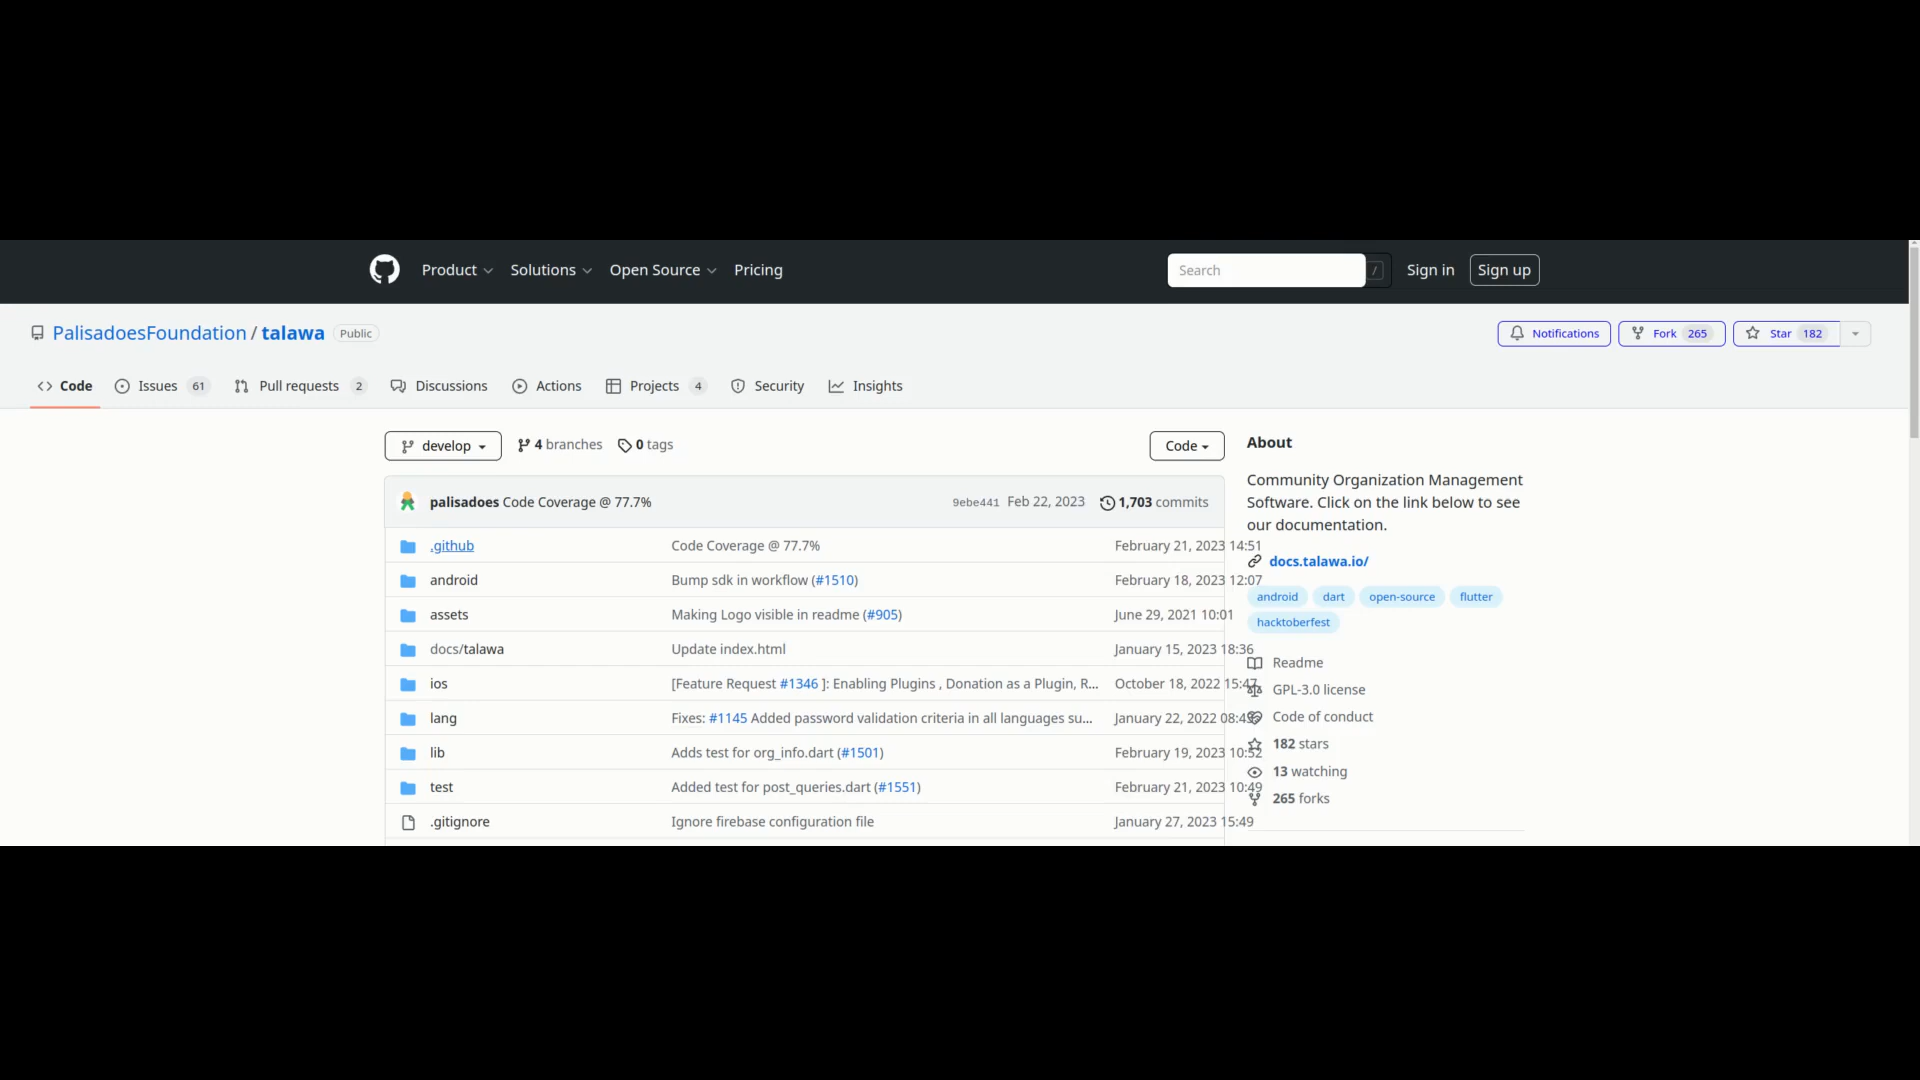 Product Solutions Open Source Pricing Search / Sign in Sign up
PalisadoesFoundation / talawa Public Notifications Fork 265 Star 182
Code Issues 61 Pull requests 2 Discussions Actions Projects 4 Security Insights
develop 4 branches 0 tags Code
palisadoes Code Coverage @ 77.7% 9ebe441 Feb 22, 2023 1,703 commits
.github Code Coverage @ 77.7% February 21, 2023 14:51
android Bump sdk in workflow (#1510) February 18, 2023 12:07
assets Making Logo visible in readme (#905) June 29, 2021 10:01
docs/talawa Update index.html January 15, 2023 18:36
ios [Feature Request #1346 ]: Enabling Plugins , Donation as a Plugin, R... October 18, 2022 15:47
lang Fixes: #1145 Added password validation criteria in all languages su... January 22, 2022
lib Adds test for org_info.dart (#1501) February 19, 2023 10:52
test Added test for post_queries.dart (#1551) February 21, 2023 10:49
.gitignore Ignore firebase configuration file January 27, 2023 15:49
About
Community Organization Management
Software. Click on the link below to see
our documentation.
docs.talawa.io/
android dart open-source flutter
hacktoberfest
Readme
GPL-3.0 license
Code of conduct
182 stars
13 watching
265 forks